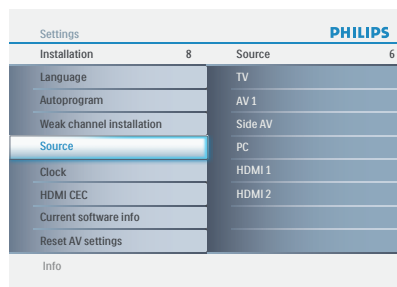 Settings
PHILIPS
Installation 8 Source 6
Language TV
Autoprogram AV 1
Weak channel installation Side AV
Source PC
Clock HDMI 1
HDMI CEC HDMI 2
Current software info
Reset AV settings
Info